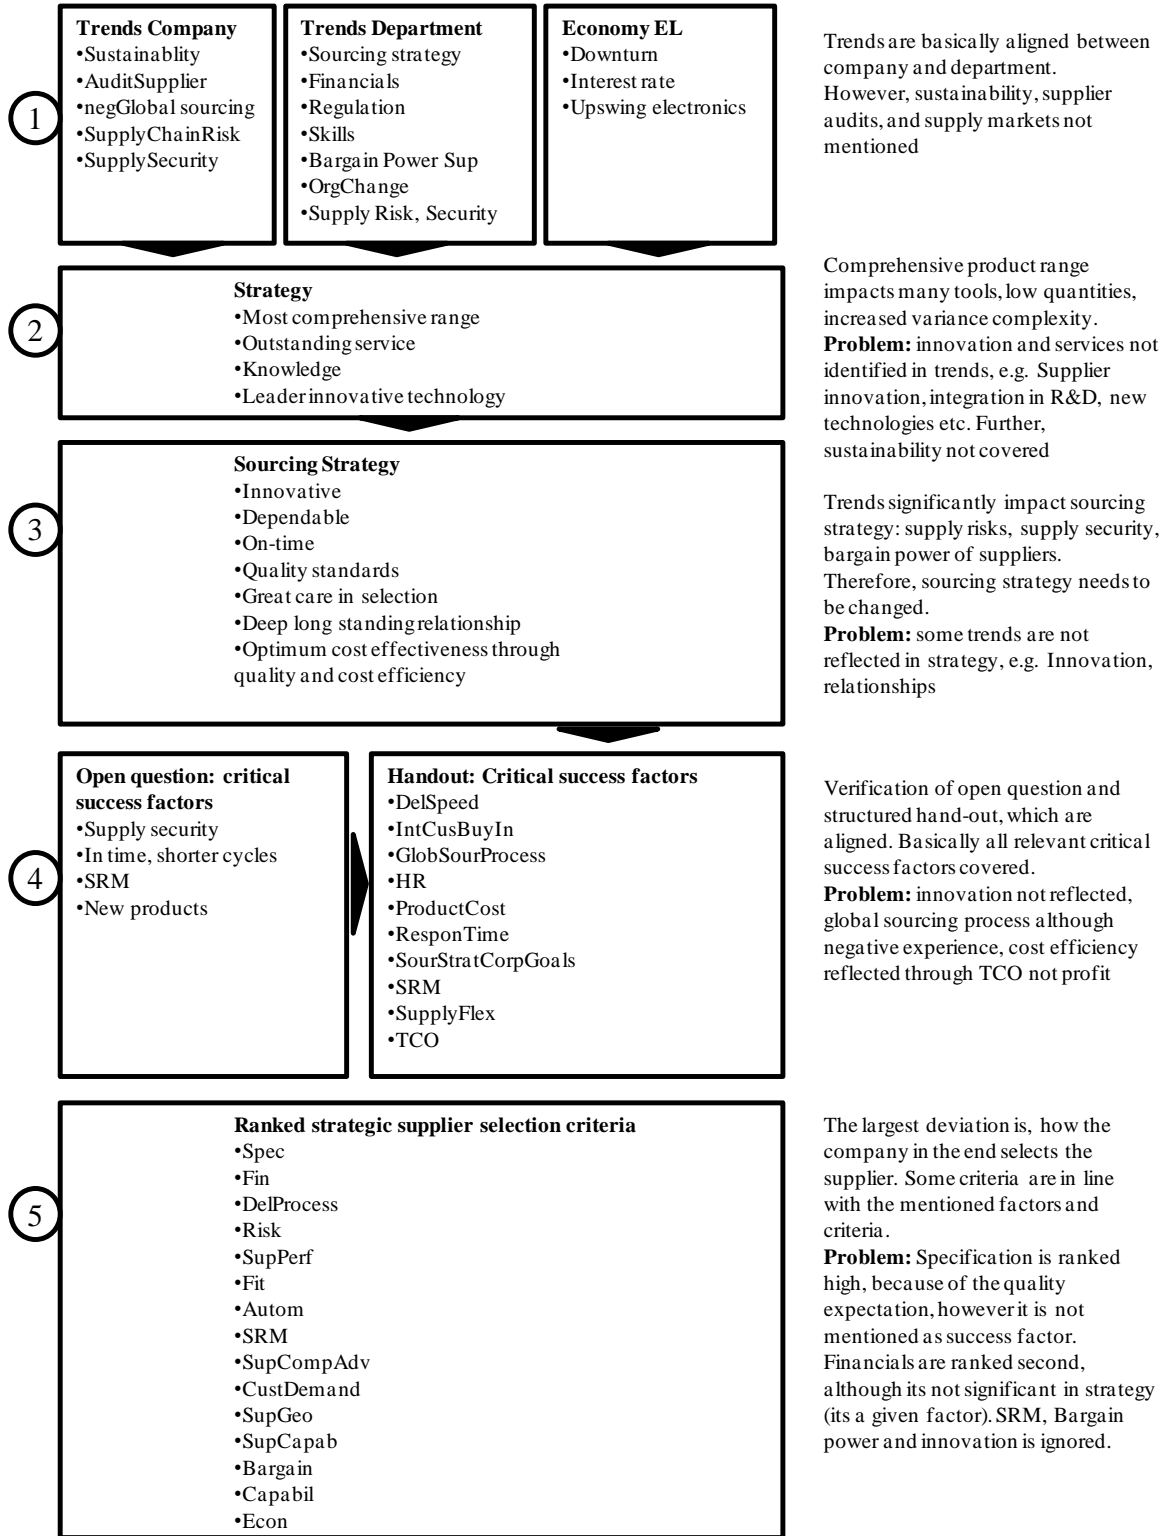 1
Trends Company
•Sustainablity
•AuditSupplier
•negGlobal sourcing
•SupplyChainRisk
•SupplySecurity
Trends Department
•Sourcing strategy
•Financials
•Regulation
•Skills
•Bargain Power Sup
•OrgChange
•Supply Risk, Security
Economy EL
•Downturn
•Interest rate
•Upswing electronics
Trends are basically aligned between
company and department.
However, sustainability, supplier
audits, and supply markets not
mentioned
2
Strategy
•Most comprehensive range
•Outstanding service
•Knowledge
•Leader innovative technology
Comprehensive product range
impacts many tools, low quantities,
increased variance complexity.
Problem: innovation and services not
identified in trends, e.g. Supplier
innovation, integration in R&D, new
technologies etc. Further,
sustainability not covered
3
Sourcing Strategy
•Innovative
•Dependable
•On-time
•Quality standards
•Great care in selection
•Deep long standing relationship
•Optimum cost effectiveness through
quality and cost efficiency
Trends significantly impact sourcing
strategy: supply risks, supply security,
bargain power of suppliers.
Therefore, sourcing strategy needs to
be changed.
Problem: some trends are not
reflected in strategy, e.g. Innovation,
relationships
4
Open question: critical
success factors
•Supply security
•In time, shorter cycles
•SRM
•New products
Handout: Critical success factors
•DelSpeed
•IntCusBuyIn
•GlobSourProcess
•HR
•ProductCost
•ResponTime
•SourStratCorpGoals
•SRM
•SupplyFlex
•TCO
Verification of open question and
structured hand-out, which are
aligned. Basically all relevant critical
success factors covered.
Problem: innovation not reflected,
global sourcing process although
negative experience, cost efficiency
reflected through TCO not profit
5
Ranked strategic supplier selection criteria
•Spec
•Fin
•DelProcess
•Risk
•SupPerf
•Fit
•Autom
•SRM
•SupCompAdv
•CustDemand
•SupGeo
•SupCapab
•Bargain
•Capabil
•Econ
The largest deviation is, how the
company in the end selects the
supplier. Some criteria are in line
with the mentioned factors and
criteria.
Problem: Specification is ranked
high, because of the quality
expectation, however it is not
mentioned as success factor.
Financials are ranked second,
although its not significant in strategy
(its a given factor). SRM, Bargain
power and innovation is ignored.